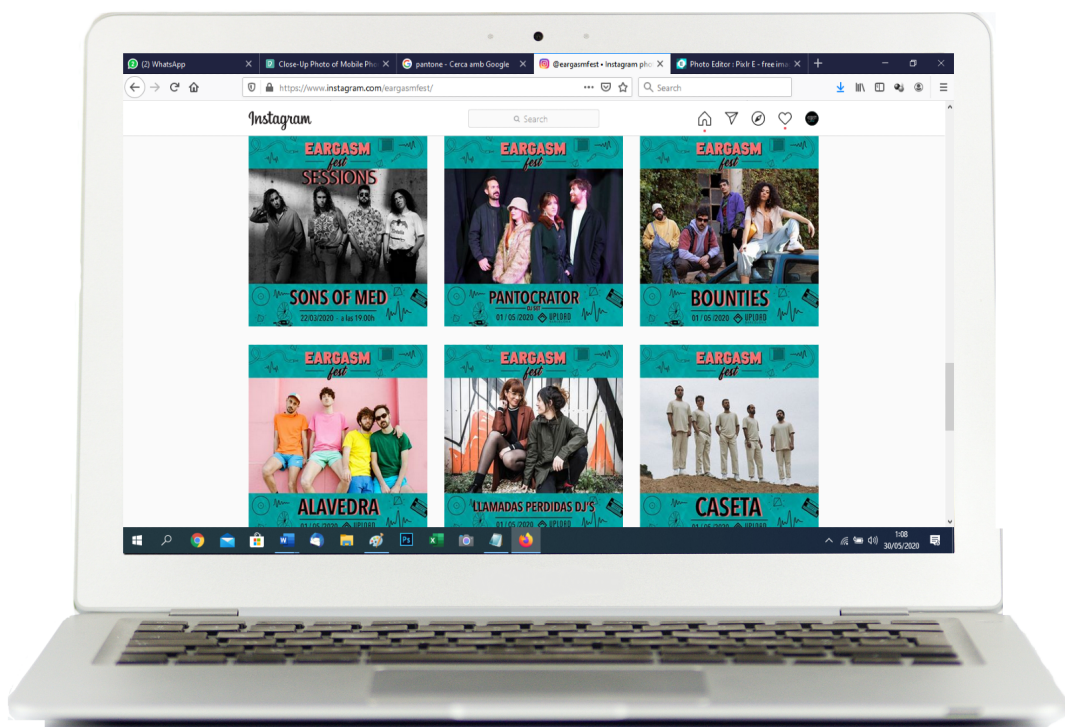 (2) WhatsApp
Close-Up Photo of Mobile Pho
pantone - Cerca amb Google
@eargasmfest • Instagram pho
Photo Editor : Pixlr E - free ima
https://www.instagram.com/eargasmfest/
Search
Instagram
Search
EARGASM
fest
SESSIONS
SONS OF MED
22/03/2020 - a las 19:00h
EARGASM
fest
PANTOCRATOR
DJ SET
01 / 05 /2020 UPLOAD
EARGASM
fest
BOUNTIES
01 / 05 /2020 UPLOAD
EARGASM
fest
ALAVEDRA
01 / 05 /2020 UPLOAD
EARGASM
fest
LLAMADAS PERDIDAS DJ'S
01 / 05 /2020 UPLOAD
EARGASM
fest
CASETA
01 / 05 /2020 UPLOAD
Ps
1:08
30/05/2020